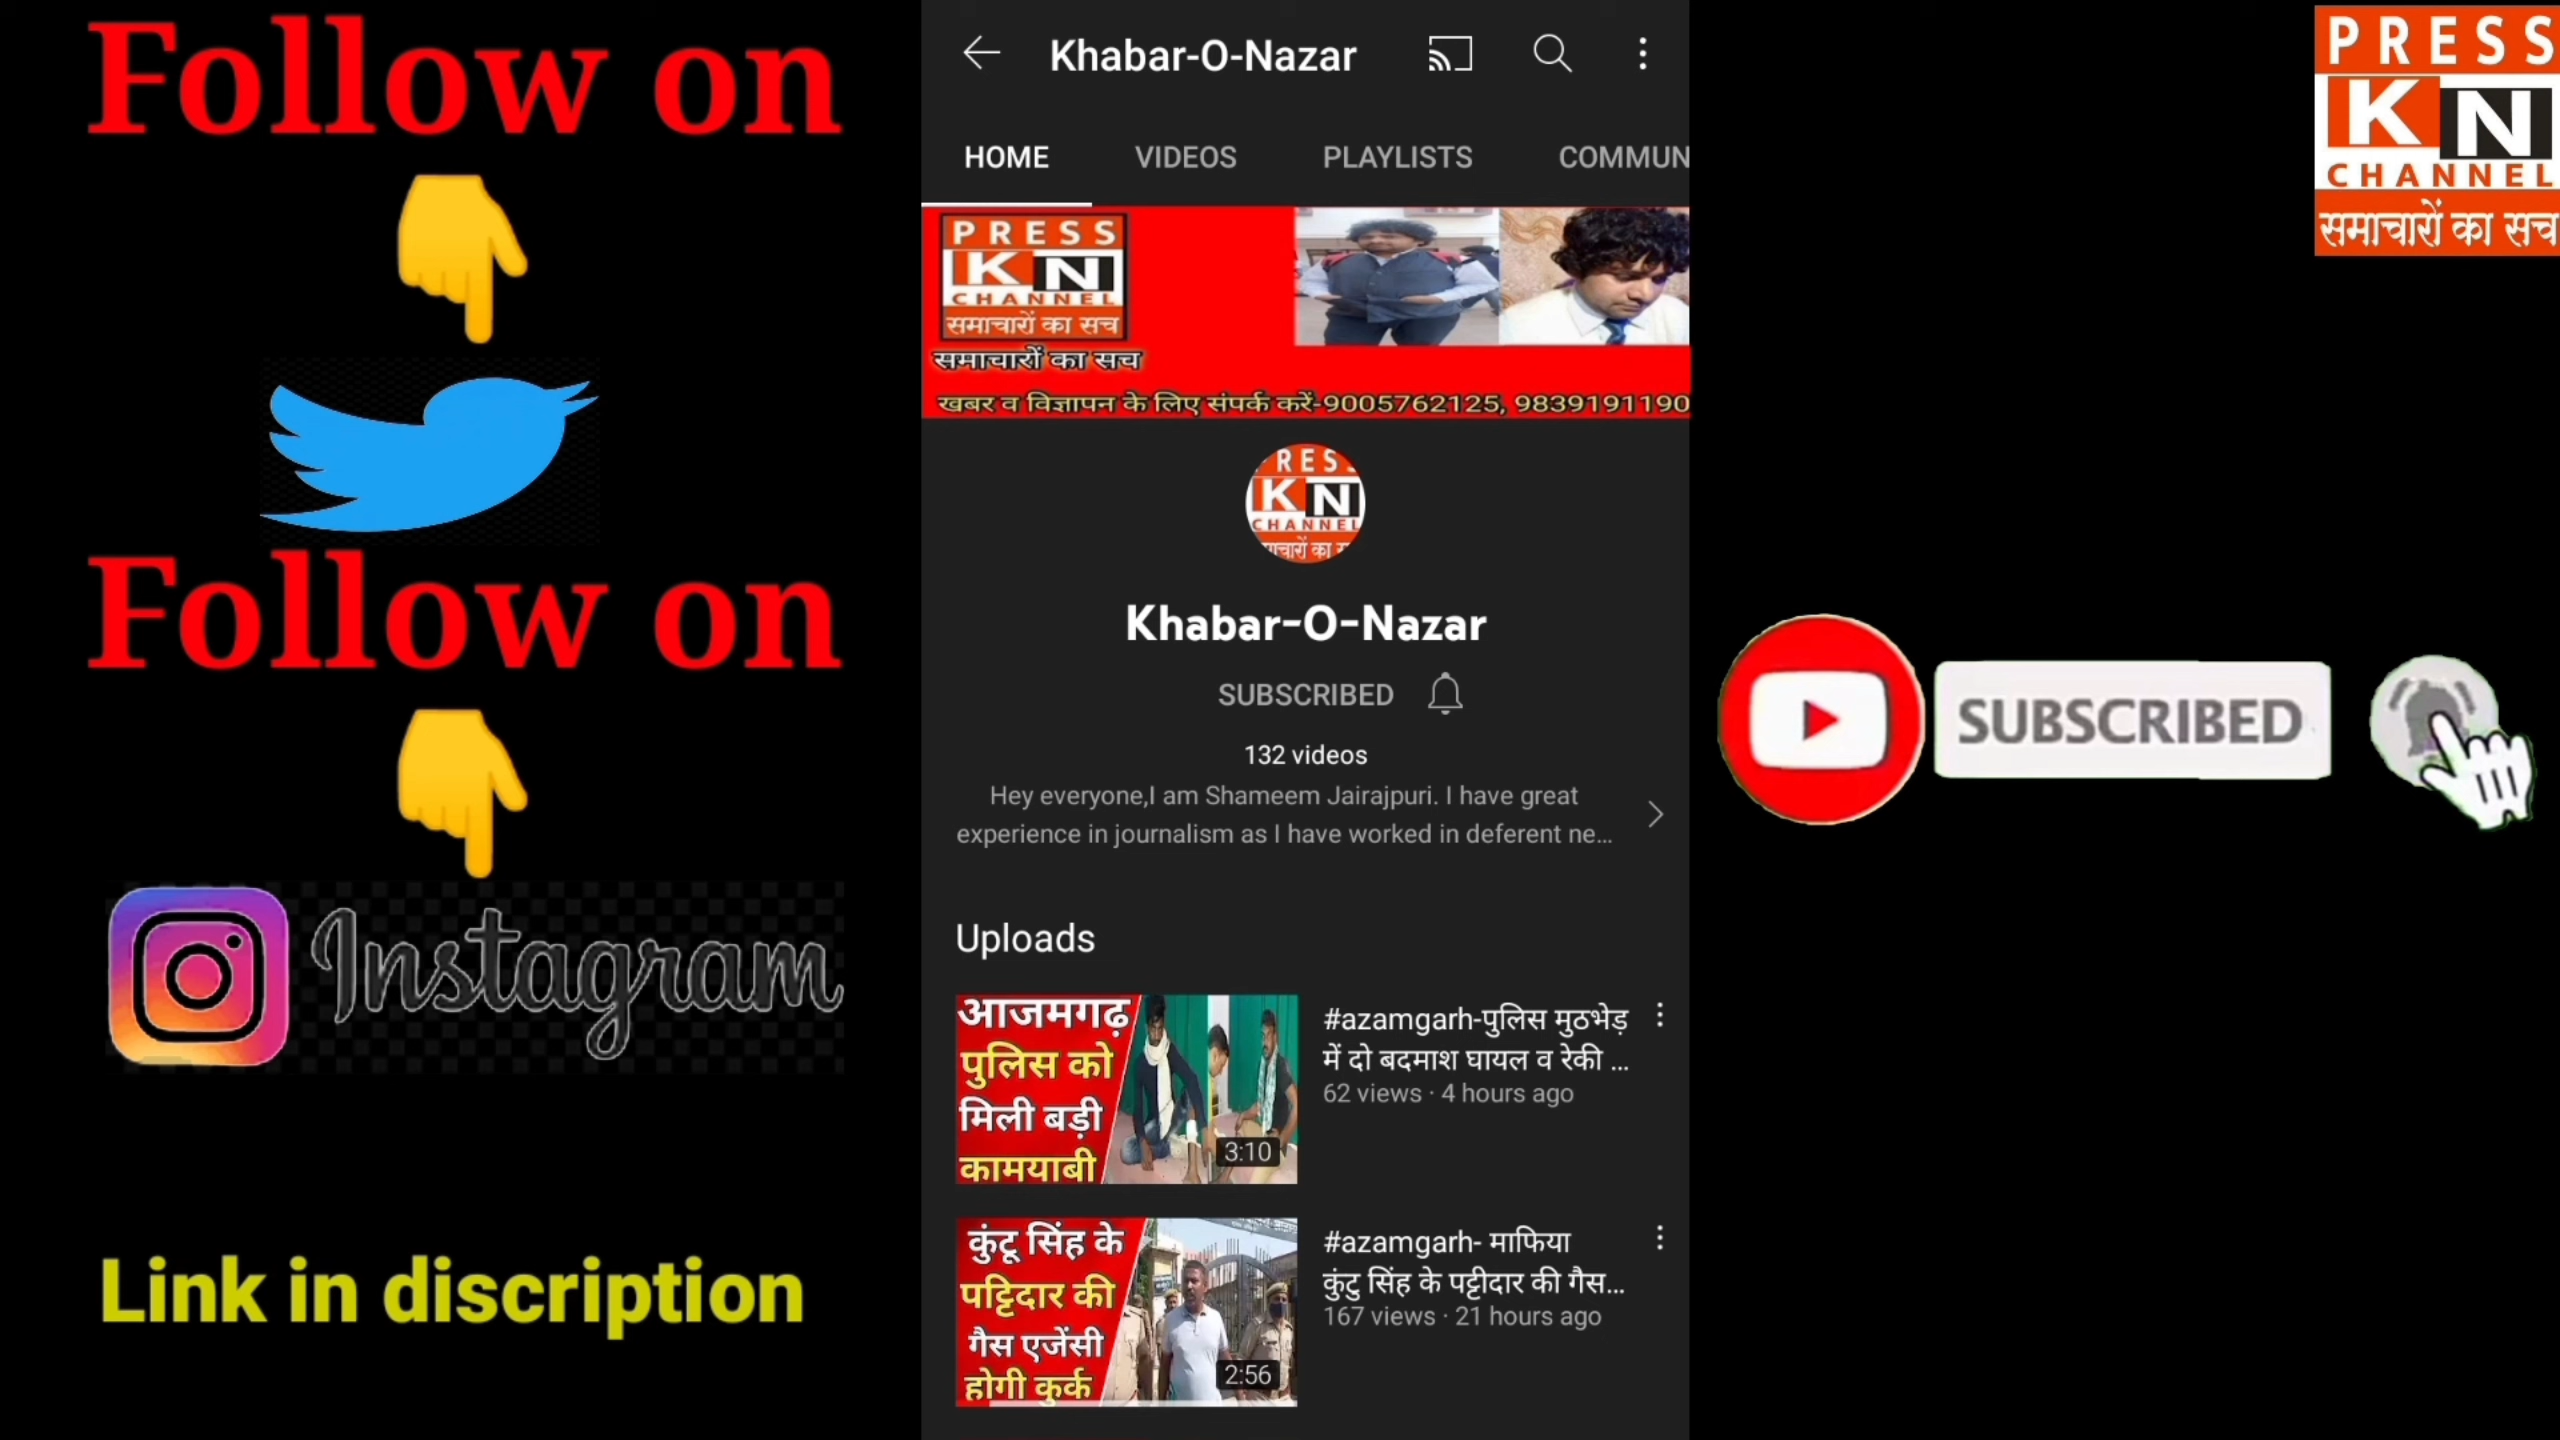 Follow on
Follow on
Instagram
Link in discription
Khabar-O-Nazar
HOME VIDEOS PLAYLISTS COMMUN
PRESS
KN
CHANNEL
समाचारों का सच
समाचारों का सच
खबर व विज्ञापन के लिए संपर्क करें-9005762125, 9839191190
RESS
KN
CHANNEL
Khabar-O-Nazar
SUBSCRIBED
132 videos
Hey everyone,I am Shameem Jairajpuri. I have great
experience in journalism as I have worked in deferent ne...
Uploads
आजमगढ़
पुलिस को
मिली बड़ी
कामयाबी
3:10
#azamgarh-पुलिस मुठभेड़
में दो बदमाश घायल व रेकी ...
62 views · 4 hours ago
कुंटू सिंह के
पट्टिदार की
गैस एजेंसी
होगी कुर्क
2:56
#azamgarh- माफिया
कुंटु सिंह के पट्टीदार की गैस...
167 views · 21 hours ago
PRESS
KN
CHANNEL
समाचारों का सच
SUBSCRIBED